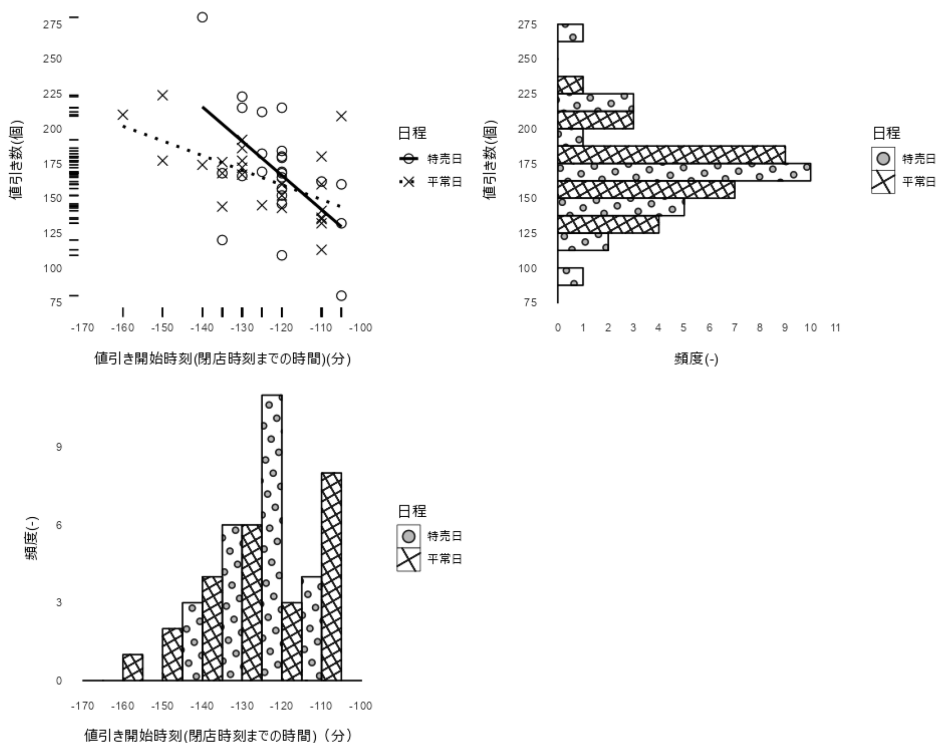 275
250
225
200
175
150
125
100
75
値引き数(個)
-170 -160 -150 -140 -130 -120 -110 -100
値引き開始時刻(閉店時刻までの時間)(分)
日程
特売日
平常日
275
250
225
200
175
150
125
100
75
値引き数(個)
0 1 2 3 4 5 6 7 8 9 10 11
頻度(-)
日程
特売日
平常日
9
6
3
0
頻度(-)
-170 -160 -150 -140 -130 -120 -110 -100
値引き開始時刻(閉店時刻までの時間)（分）
日程
特売日
平常日